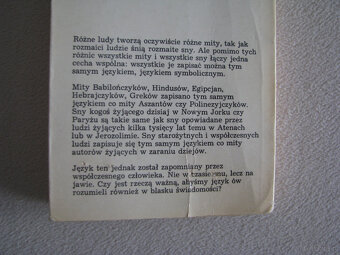 Różne ludy tworzą oczywiście różne mity, tak jak
rozmaici ludzie śnią rozmaite sny. Ale pomimo tych
różnic wszystkie mity i wszystkie sny łączy jedna
cecha wspólna: wszystkie je zapisać można tym
samym językiem, językiem symbolicznym.
Mity Babilończyków, Hindusów, Egipcjan,
Hebrajczyków, Greków zapisano tym samym
językiem co mity Aszantów czy Polinezyjczyków.
Sny kogoś żyjącego dzisiaj w Nowym Jorku czy
Paryżu są takie same jak sny opowiadane przez
ludzi żyjących kilka tysięcy lat temu w Atenach
lub w Jerozolimie. Sny starożytnych i współczesnych
ludzi zapisuje się tym samym językiem co mity
autorów żyjących w zaraniu dziejów.
Język ten jednak został zapomniany przez
współczesnego człowieka. Nie w czasie snu, lecz na
jawie. Czy jest rzeczą ważną, abyśmy język ów
rozumieli również w blasku świadomości?